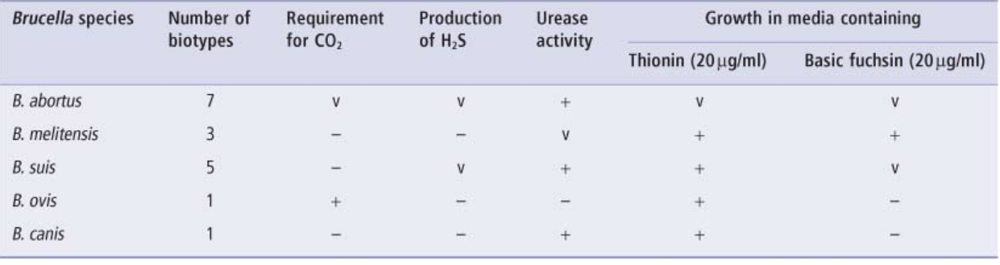 Brucella species Number of biotypes Requirement for CO₂ Production of H₂S Urease activity Growth in media containing
Thionin (20 µg/ml) Basic fuchsin (20 µg/ml)
B. abortus 7 v v + v v
B. melitensis 3 – – v + +
B. suis 5 – v + + v
B. ovis 1 + – – + –
B. canis 1 – – + + –